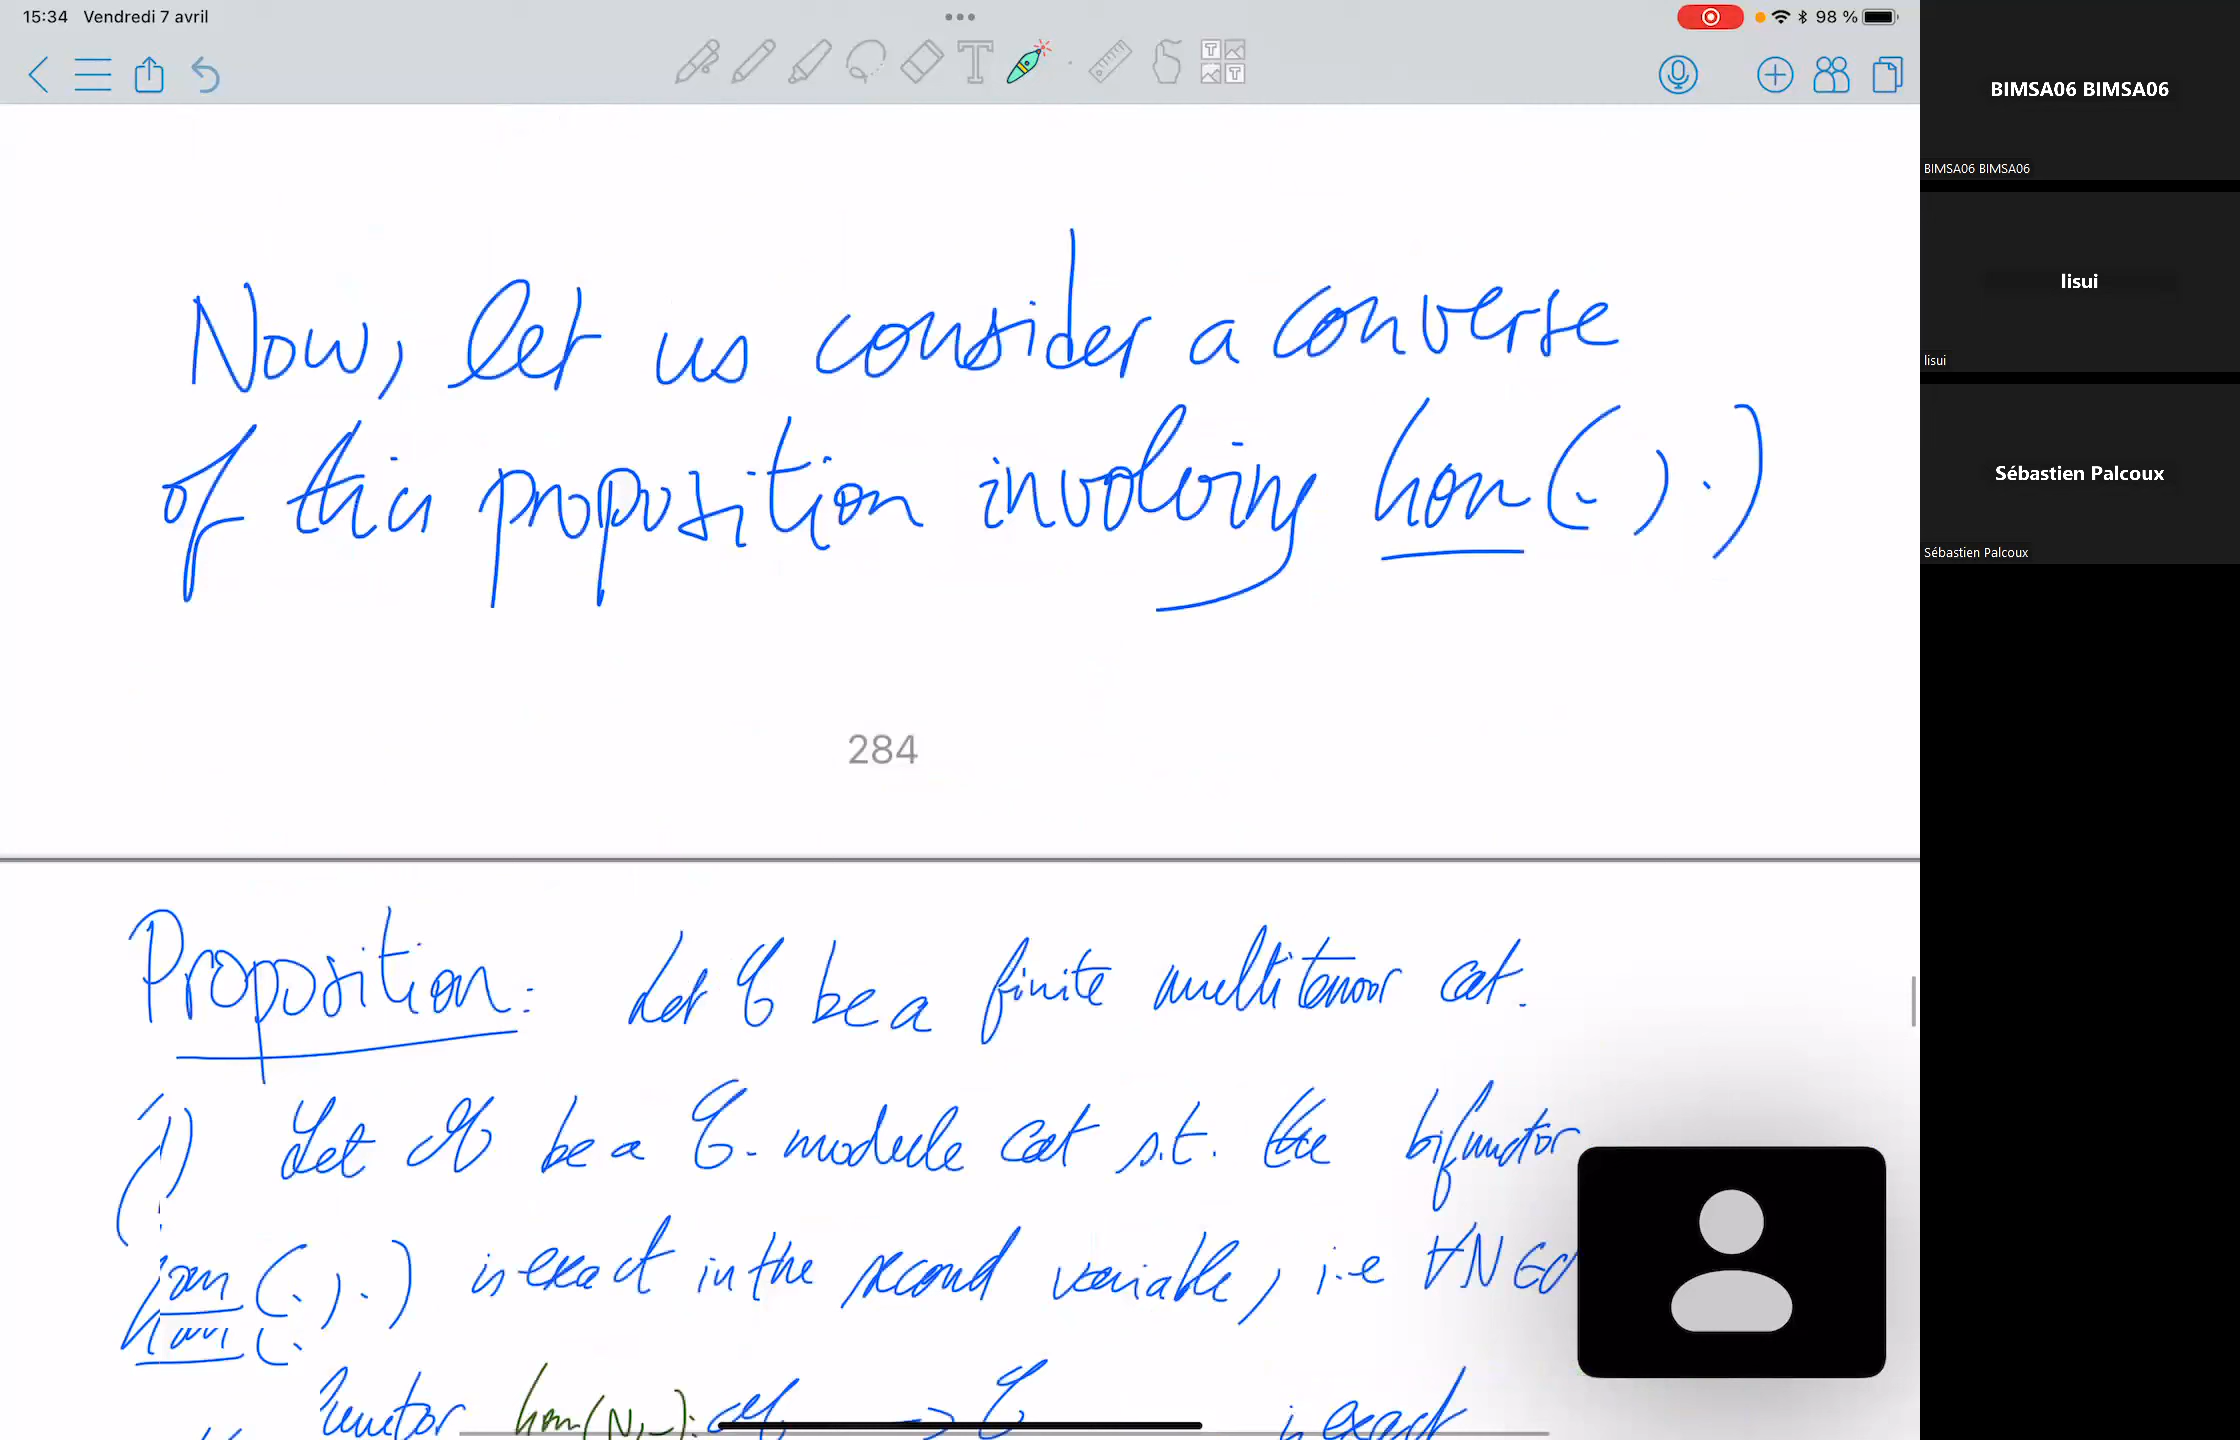 15:34 Vendredi 7 avril
98 %
Now, let us consider a converse
of this proposition involving hom(·,·)
284
Proposition: Let C be a finite multitensor cat.
1) Let M be a C-module cat s.t. the bifunctor
hom(·,·) is exact in the second variable, i.e ∀N∈
functor hom(N,-): M → C is exact
BIMSA06 BIMSA06
BIMSA06 BIMSA06
lisui
lisui
Sébastien Palcoux
Sébastien Palcoux